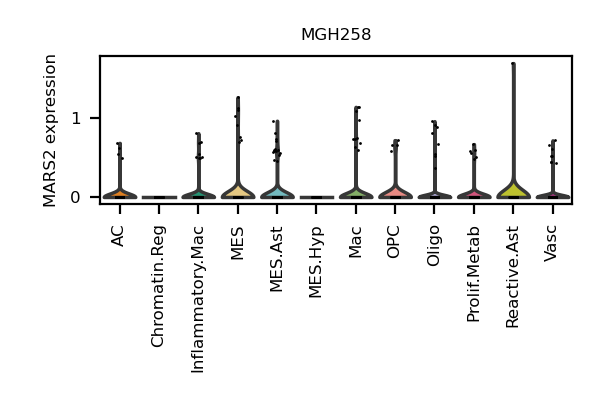 MGH258
MARS2 expression
1
0
AC
Chromatin.Reg
Inflammatory.Mac
MES
MES.Ast
MES.Hyp
Mac
OPC
Oligo
Prolif.Metab
Reactive.Ast
Vasc